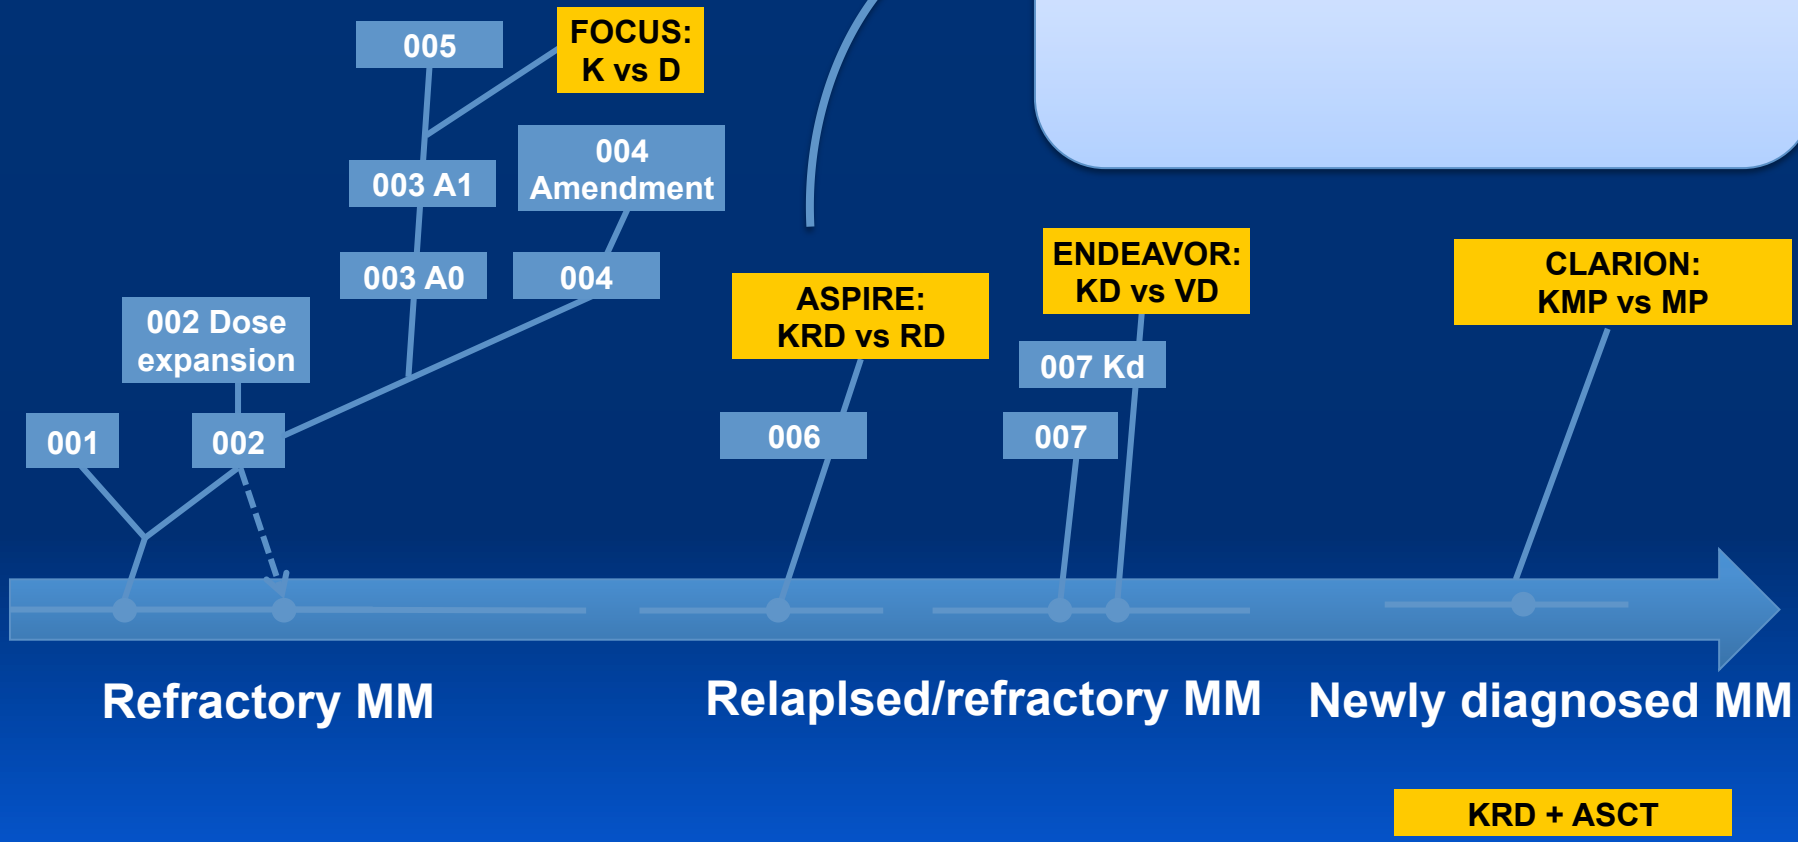 005
FOCUS:
K vs D
004
Amendment
003 A1
003 A0
004
ENDEAVOR:
KD vs VD
CLARION:
KMP vs MP
ASPIRE:
KRD vs RD
002 Dose
expansion
007 Kd
001
002
006
007
Refractory MM
Relaplsed/refractory MM
Newly diagnosed MM
KRD + ASCT